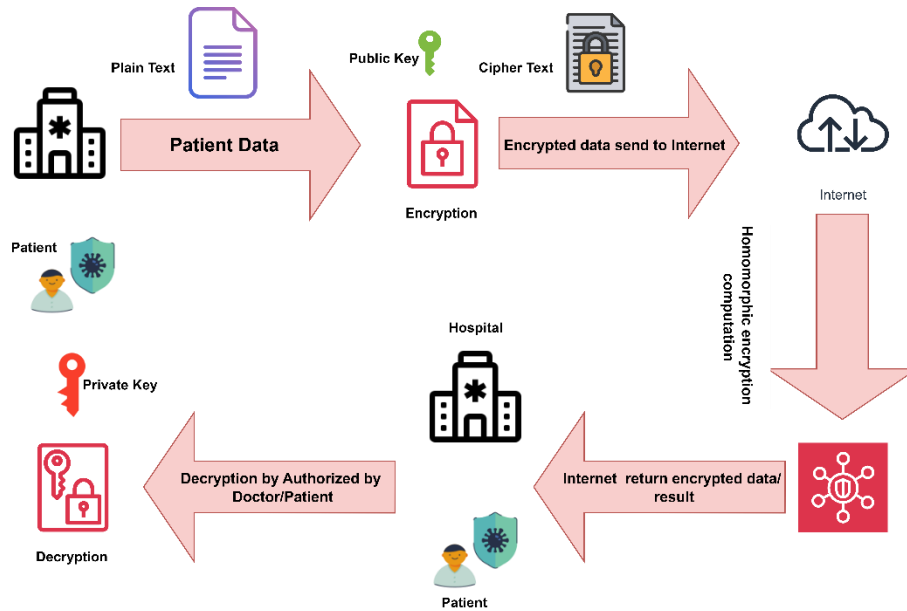 Plain Text
Public Key
Cipher Text
Patient Data
Encrypted data send to Internet
Encryption
Internet
Patient
Homomorphic encryption
computation
Hospital
Private Key
Decryption by Authorized by
Doctor/Patient
Internet return encrypted data/
result
Decryption
Patient